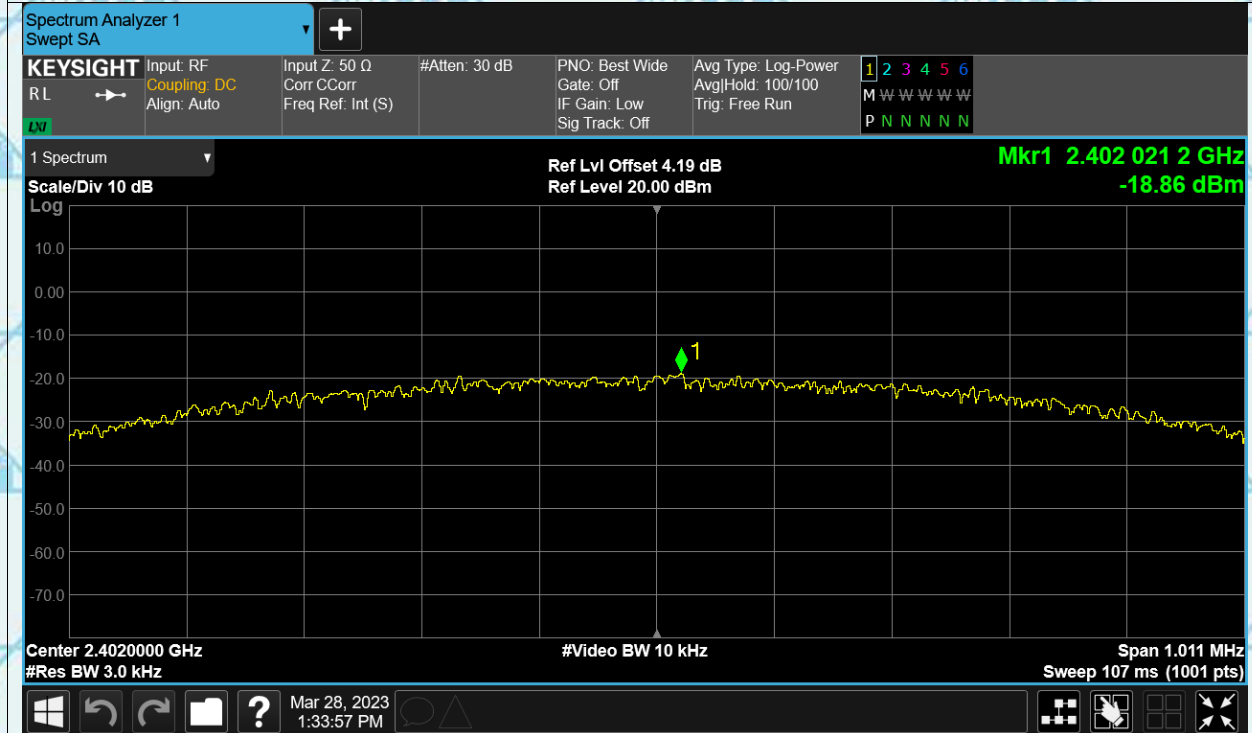 Spectrum Analyzer 1
Swept SA
+
KEYSIGHT
R L
LXI
Input: RF
Coupling: DC
Align: Auto
Input Z: 50 Ω
Corr CCorr
Freq Ref: Int (S)
#Atten: 30 dB
PNO: Best Wide
Gate: Off
IF Gain: Low
Sig Track: Off
Avg Type: Log-Power
Avg|Hold: 100/100
Trig: Free Run
1 2 3 4 5 6
M W W W W W
P N N N N N
1 Spectrum
Scale/Div 10 dB
Log
Ref Lvl Offset 4.19 dB
Ref Level 20.00 dBm
Mkr1 2.402 021 2 GHz
-18.86 dBm
10.0
0.00
-10.0
1
-20.0
-30.0
-40.0
-50.0
-60.0
-70.0
Center 2.4020000 GHz
#Res BW 3.0 kHz
#Video BW 10 kHz
Span 1.011 MHz
Sweep 107 ms (1001 pts)
?
Mar 28, 2023
1:33:57 PM